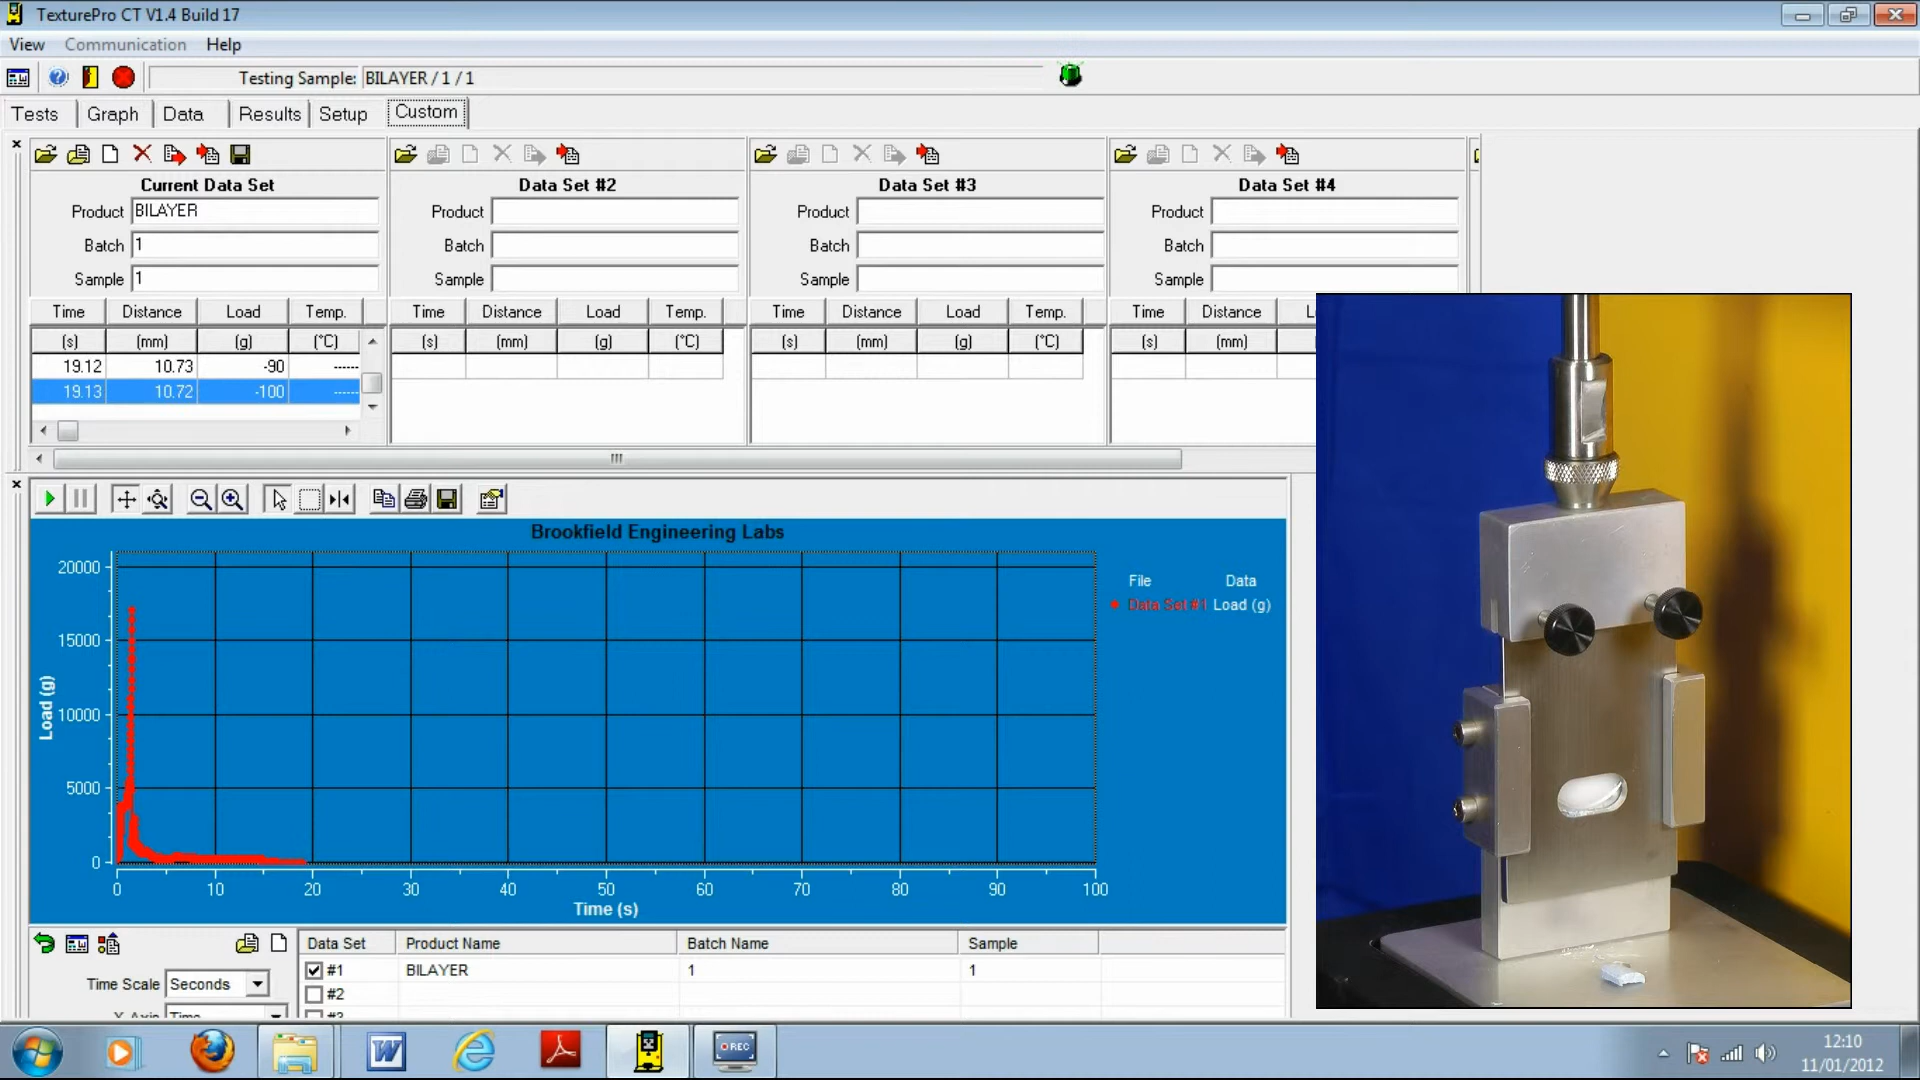 TexturePro CT V1.4 Build 17
View Communication Help
Testing Sample: BILAYER / 1 / 1
Tests Graph Data Results Setup Custom
Current Data Set Data Set #2 Data Set #3 Data Set #4
Product BILAYER Product Product Product
Batch 1 Batch Batch Batch
Sample 1 Sample Sample Sample
Time Distance Load Temp. Time Distance Load Temp. Time Distance Load Temp. Time Distance
(s) (mm) (g) (°C) (s) (mm) (g) (°C) (s) (mm) (g) (°C) (s) (mm)
19.12 10.73 -90 -----
19.13 10.72 -100 -----
Brookfield Engineering Labs
File Data
Data Set #1 Load (g)
20000
15000
10000
5000
0
Load (g)
0 10 20 30 40 50 60 70 80 90 100
Time (s)
Data Set Product Name Batch Name Sample
#1 BILAYER 1 1
Time Scale Seconds
#2
X-Axis Time
#3
REC
12:10
11/01/2012